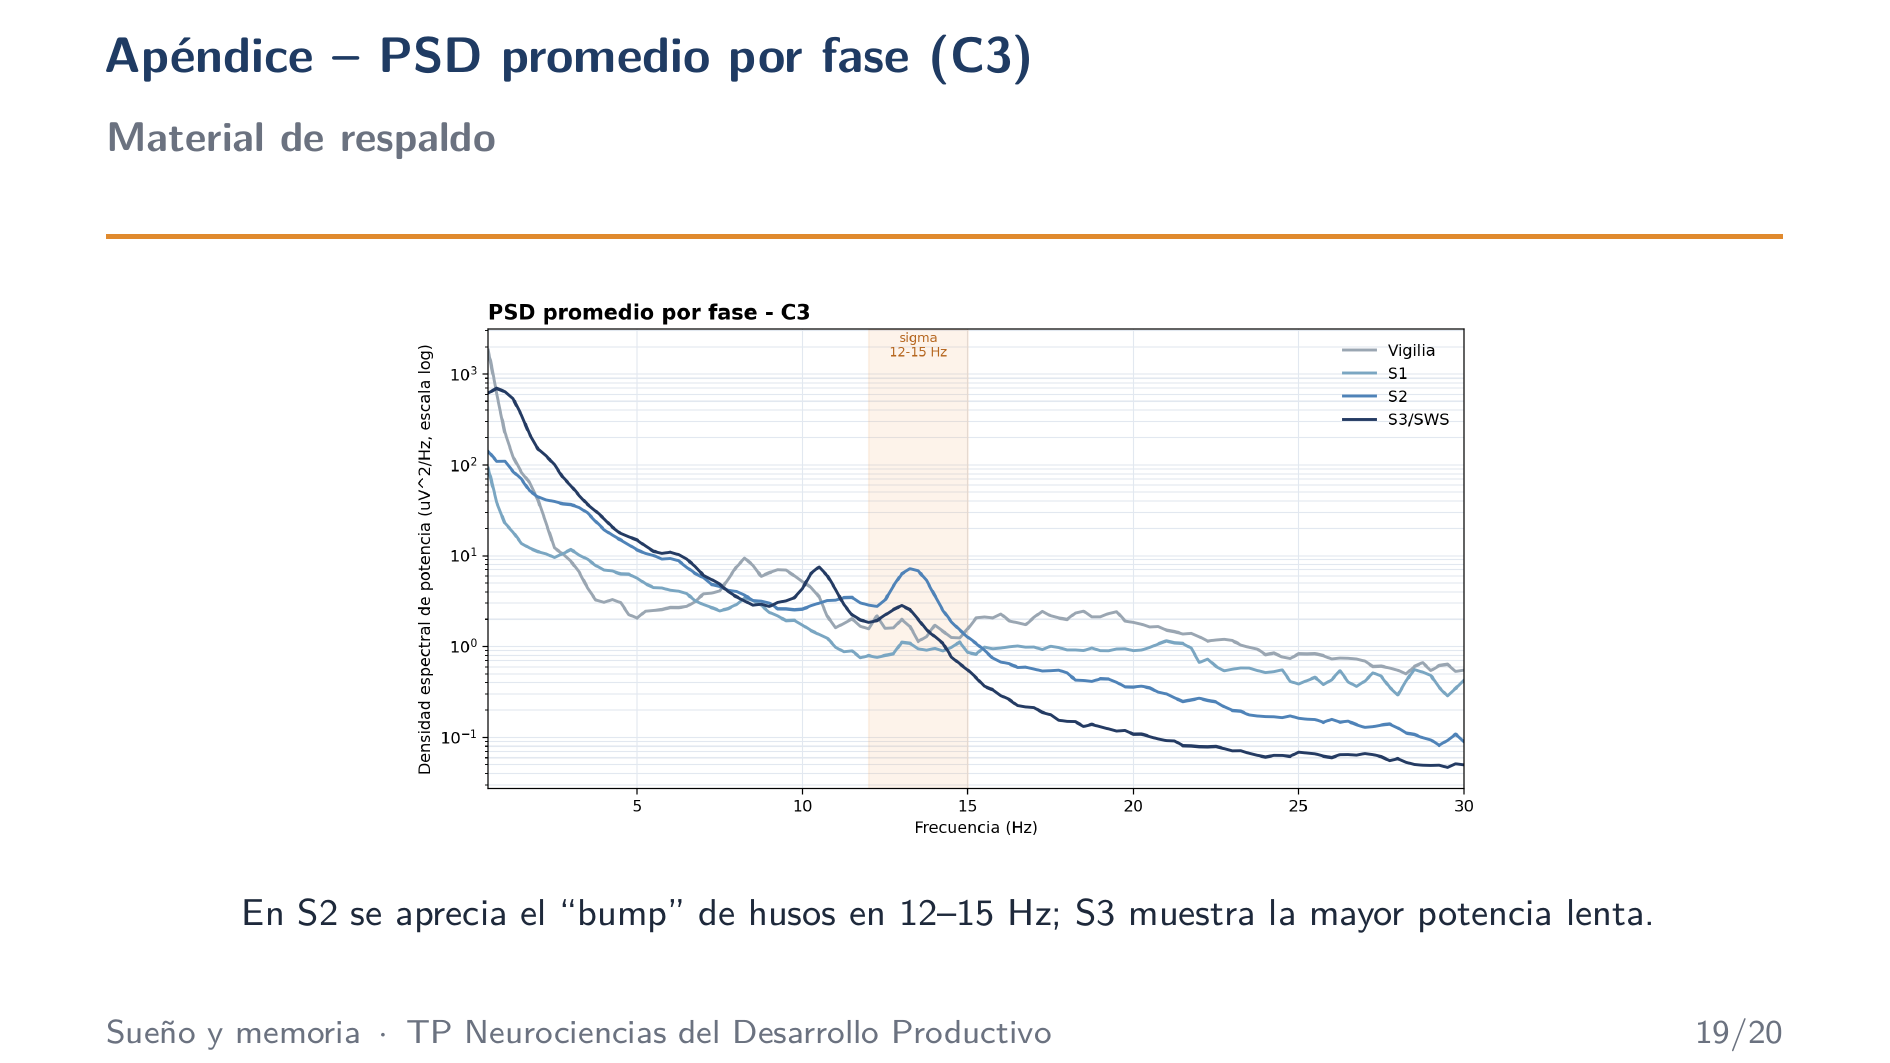 Apéndice – PSD promedio por fase (C3)
Material de respaldo
PSD promedio por fase - C3
sigma
12-15 Hz
Vigilia
S1
S2
S3/SWS
Densidad espectral de potencia (uV^2/Hz, escala log)
10³
10²
10¹
10⁰
10⁻¹
5 10 15 20 25 30
Frecuencia (Hz)
En S2 se aprecia el “bump” de husos en 12–15 Hz; S3 muestra la mayor potencia lenta.
Sueño y memoria · TP Neurociencias del Desarrollo Productivo 19/20